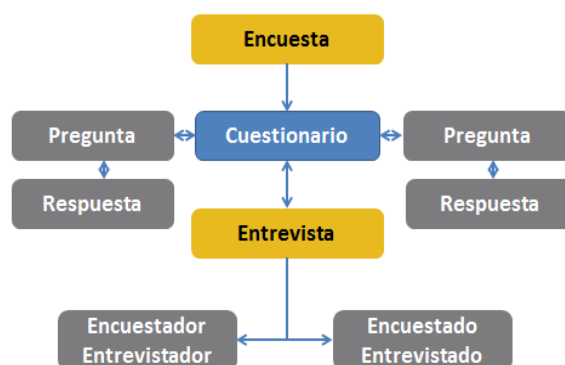 Encuesta
Pregunta
Cuestionario
Pregunta
Respuesta
Respuesta
Entrevista
Encuestador
Entrevistador
Encuestado
Entrevistado